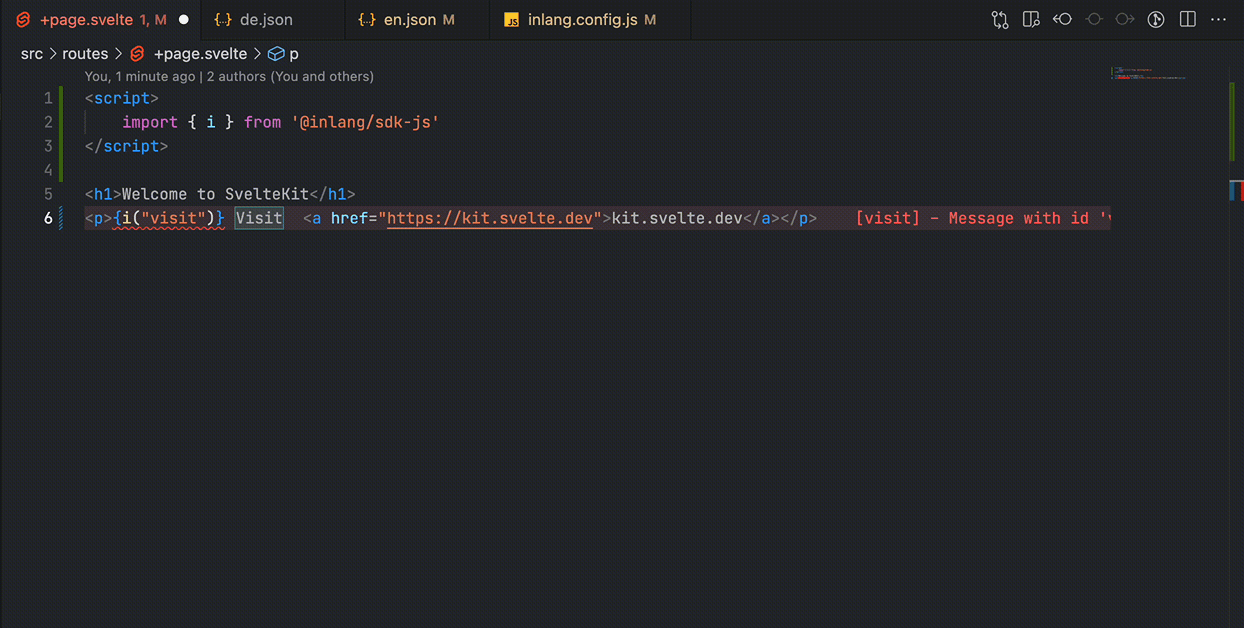 +page.svelte 1, M
{..} de.json
{..} en.json M
JS inlang.config.js M
src > routes > +page.svelte > p
You, 1 minute ago | 2 authors (You and others)
1 <script>
2 import { i } from '@inlang/sdk-js'
3 </script>
4
5 <h1>Welcome to SvelteKit</h1>
6 <p>{i("visit")} Visit <a href="https://kit.svelte.dev">kit.svelte.dev</a></p> [visit] - Message with id '